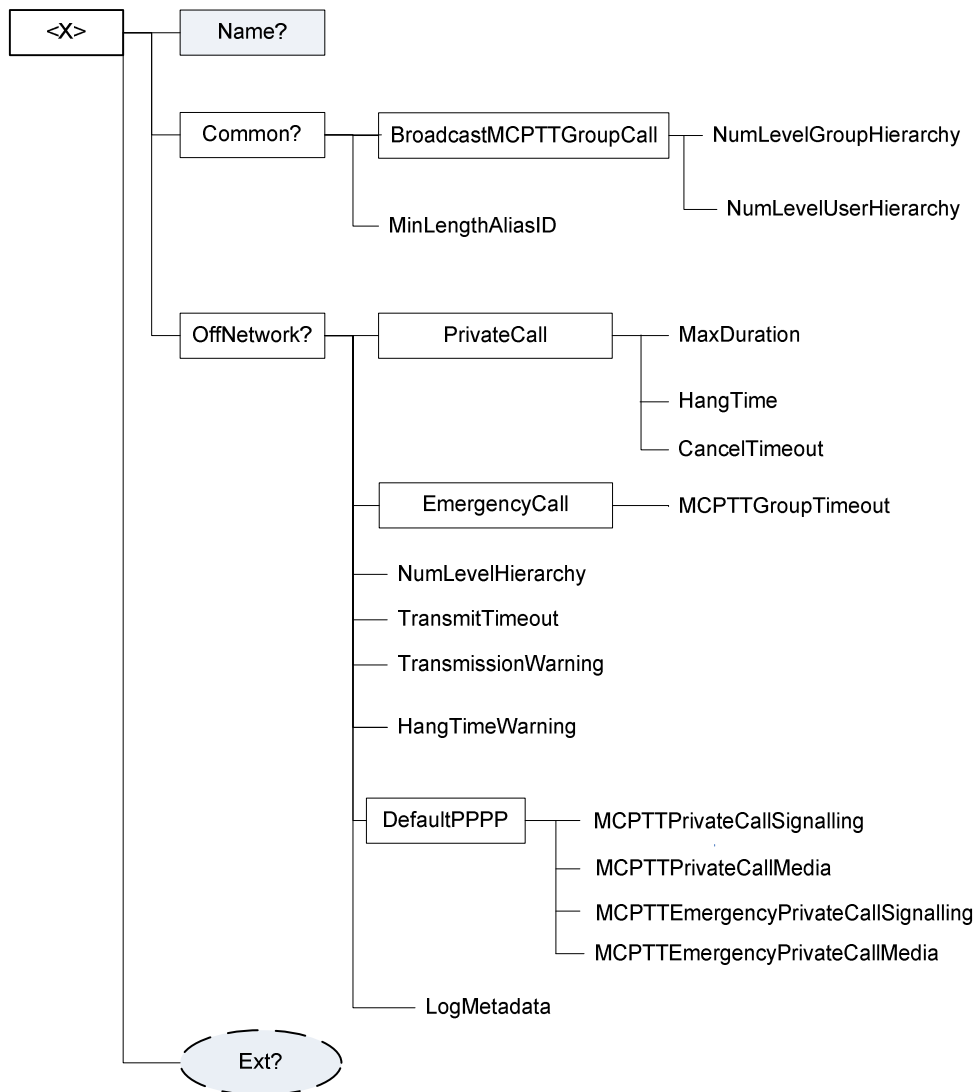 <X>
Name?
Common?
BroadcastMCPTTGroupCall
NumLevelGroupHierarchy
NumLevelUserHierarchy
MinLengthAliasID
OffNetwork?
PrivateCall
MaxDuration
HangTime
CancelTimeout
EmergencyCall
MCPTTGroupTimeout
NumLevelHierarchy
TransmitTimeout
TransmissionWarning
HangTimeWarning
DefaultPPPP
MCPTTPrivateCallSignalling
MCPTTPrivateCallMedia
MCPTTEmergencyPrivateCallSignalling
MCPTTEmergencyPrivateCallMedia
LogMetadata
Ext?